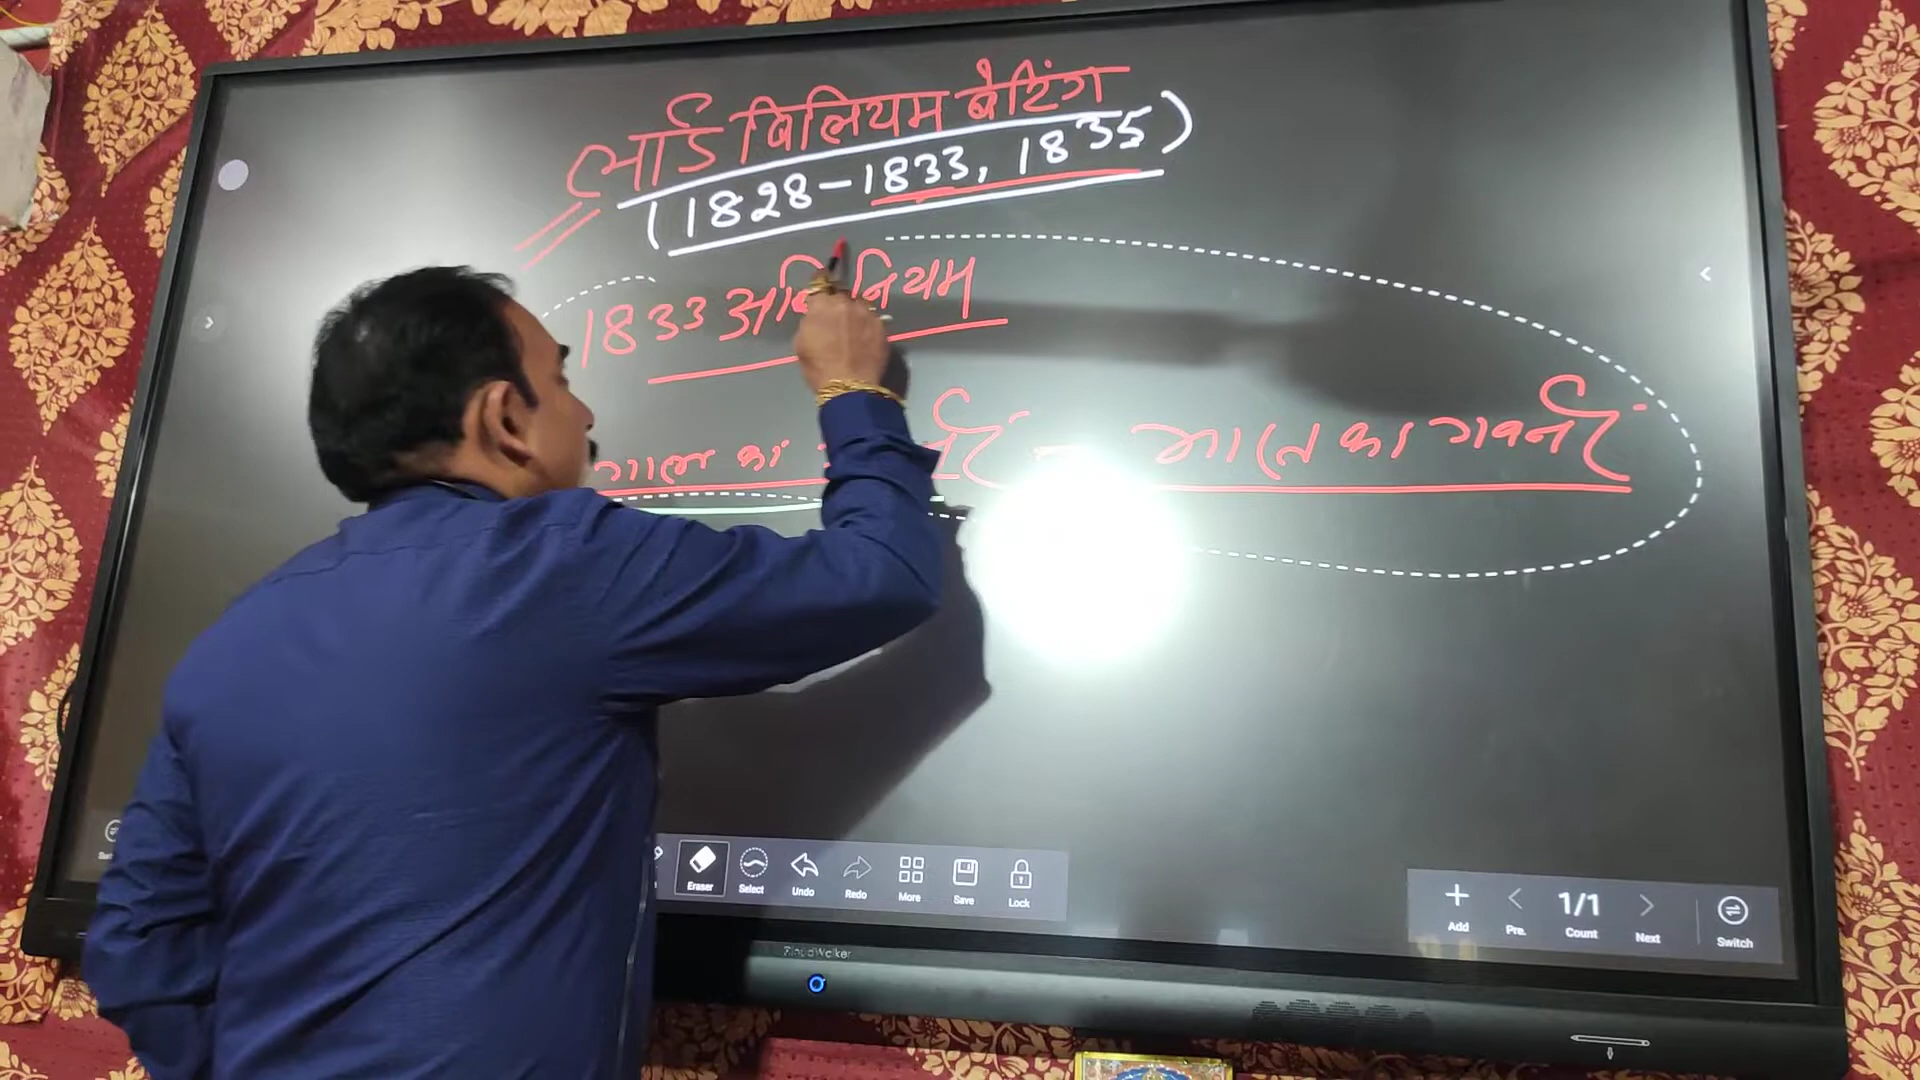 लार्ड विलियम बैटिंग
(1828-1833, 1835)
1833 अधिनियम
का - भारत का गवर्नर
Eraser Select Undo Redo More Save Lock
Add Pre. 1/1 Count Next Switch
CloudWalker